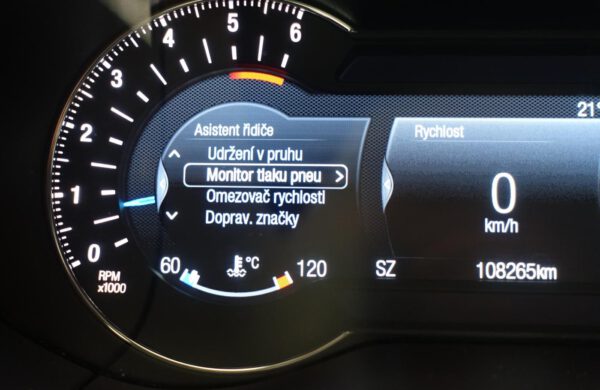 6
5
4
3
2
1
0
RPM
x1000
Asistent řidiče
Udržení v pruhu
Monitor tlaku pneu >
Omezovač rychlosti
Doprav. značky
60 °C 120
21°
Rychlost
0
km/h
SZ 108265km